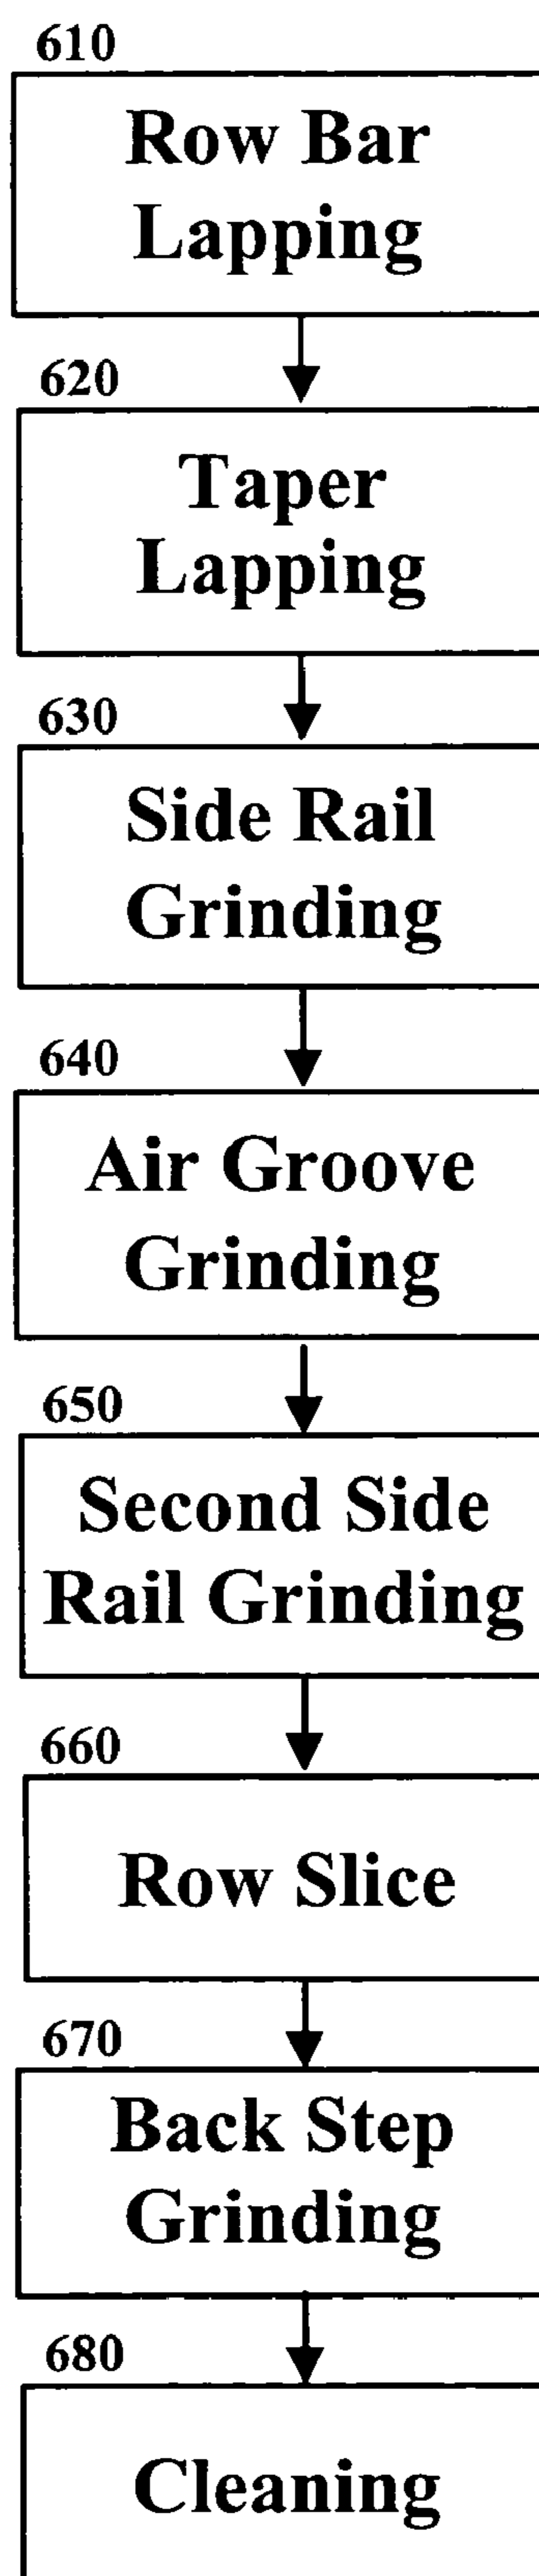 610
Row Bar
Lapping
620
Taper
Lapping
630
Side Rail
Grinding
640
Air Groove
Grinding
650
Second Side
Rail Grinding
660
Row Slice
670
Back Step
Grinding
680
Cleaning